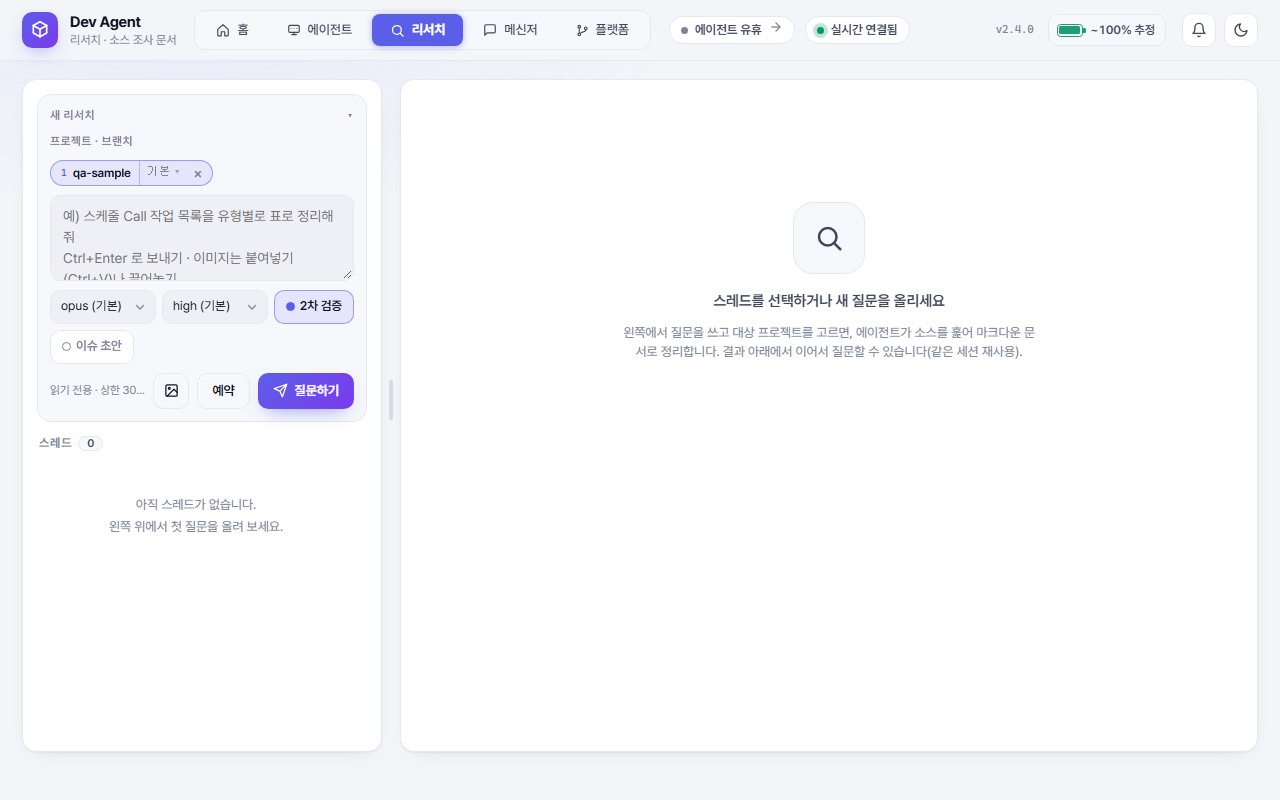 Dev Agent
리서치 · 소스 조사 문서
홈
에이전트
리서치
메신저
플랫폼
에이전트 유휴
실시간 연결됨
v2.4.0
~100% 추정
새 리서치
프로젝트 · 브랜치
1 qa-sample 기본
예) 스케줄 Call 작업 목록을 유형별로 표로 정리해
줘
Ctrl+Enter 로 보내기 · 이미지는 붙여넣기
(Ctrl+V)나 끌어놓기
opus (기본)
high (기본)
2차 검증
이슈 초안
읽기 전용 · 상한 30...
예약
질문하기
스레드 0
아직 스레드가 없습니다.
왼쪽 위에서 첫 질문을 올려 보세요.
스레드를 선택하거나 새 질문을 올리세요
왼쪽에서 질문을 쓰고 대상 프로젝트를 고르면, 에이전트가 소스를 훑어 마크다운 문
서로 정리합니다. 결과 아래에서 이어서 질문할 수 있습니다(같은 세션 재사용).